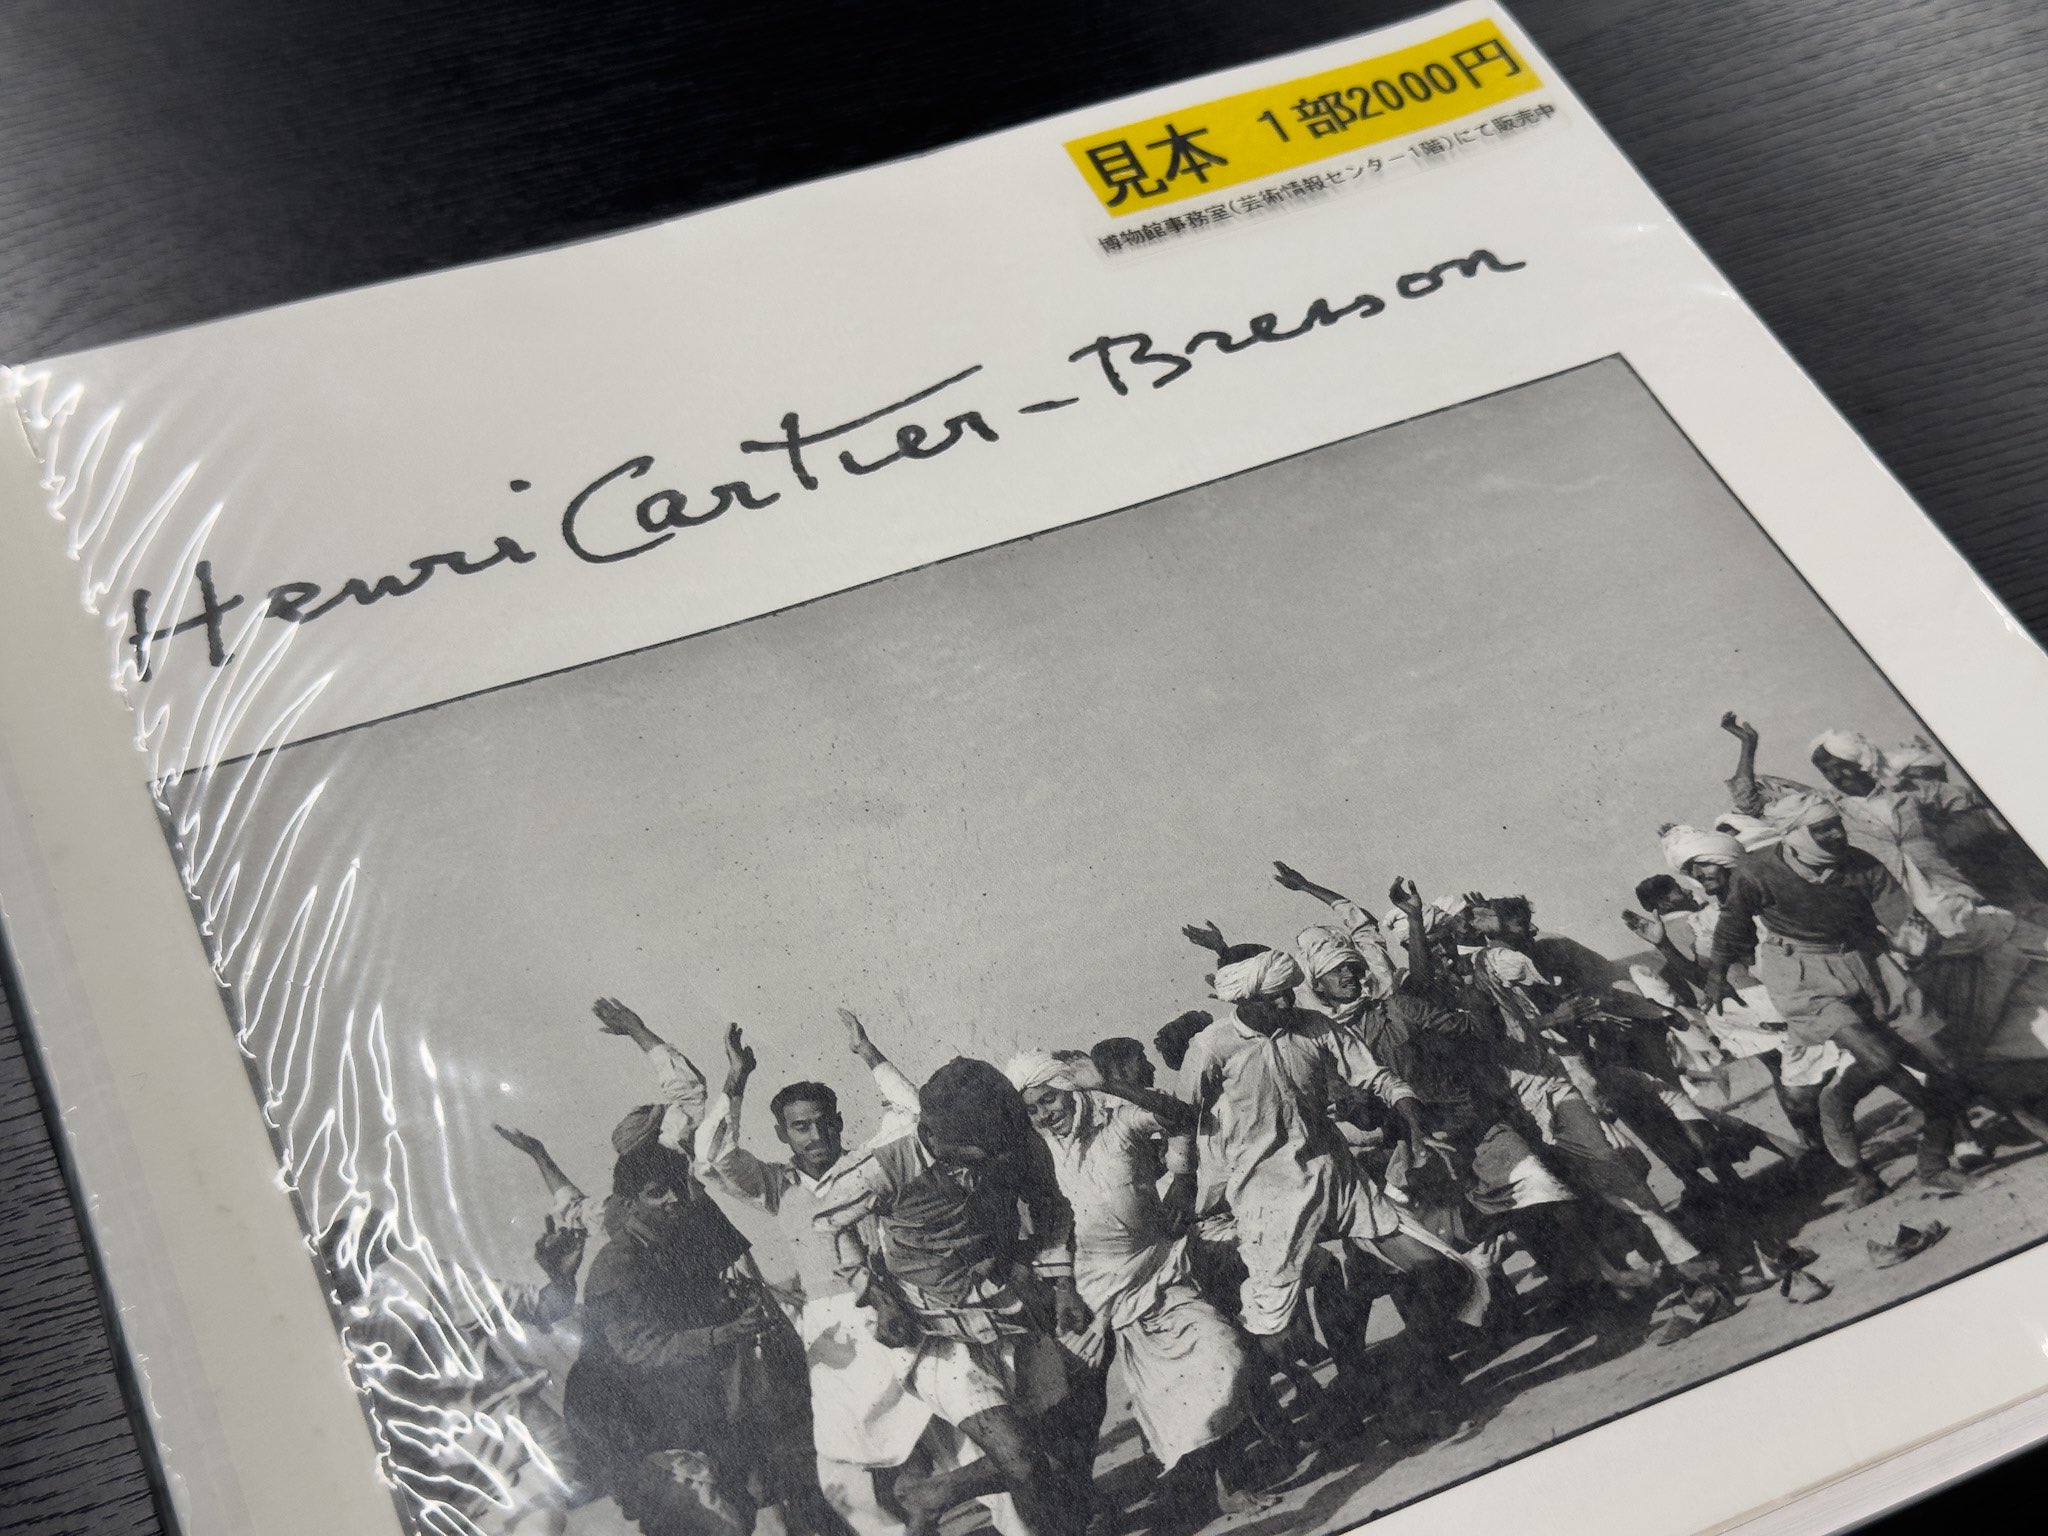 見本 1部2000円
博物館事務室(芸術情報センター1階)にて販売中
Henri Cartier-Bresson